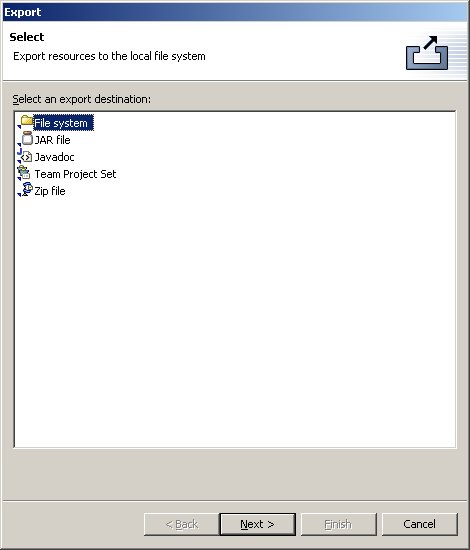 Export
Select
Export resources to the local file system
Select an export destination:
File system
JAR file
Javadoc
Team Project Set
Zip file
< Back
Next >
Finish
Cancel